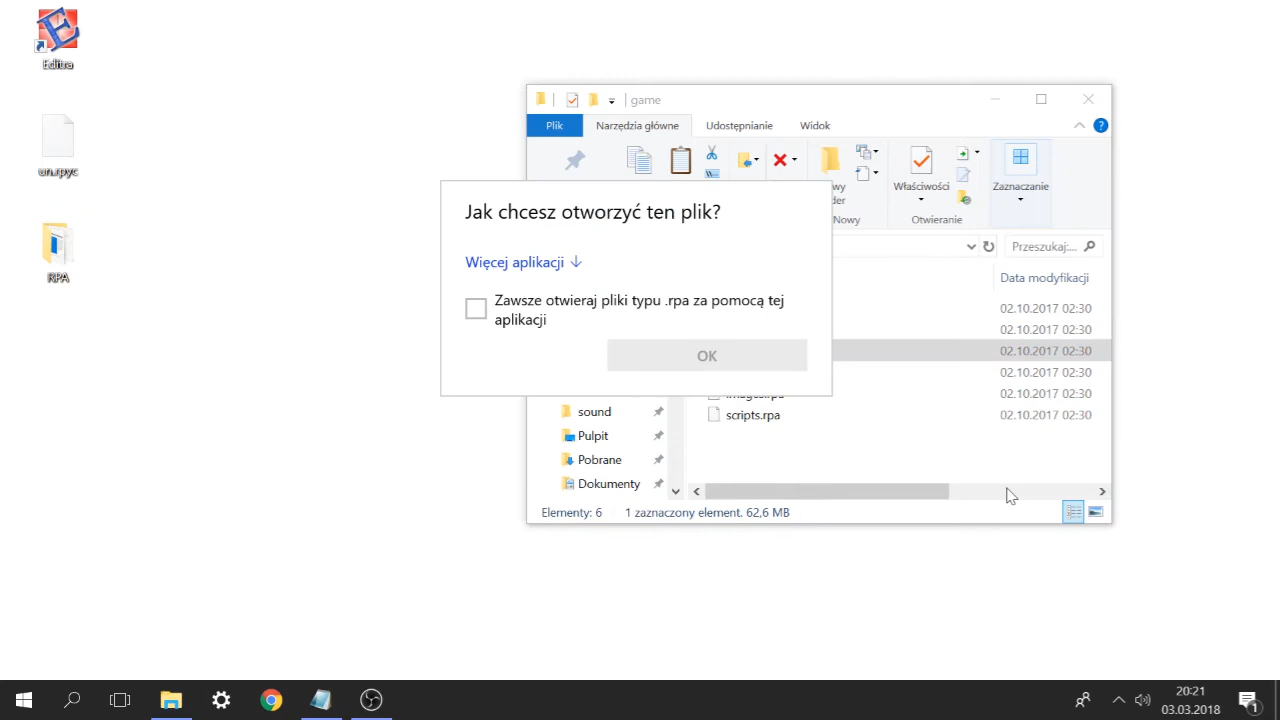 Editra
un.rpyc
RPA
game
Plik
Narzędzia główne
Udostępnianie
Widok
Właściwości
Zaznaczanie
Nowy
Otwieranie
Przeszukaj:...
Data modyfikacji
Jak chcesz otworzyć ten plik?
Więcej aplikacji
Zawsze otwieraj pliki typu .rpa za pomocą tej
aplikacji
OK
02.10.2017 02:30
02.10.2017 02:30
02.10.2017 02:30
02.10.2017 02:30
02.10.2017 02:30
scripts.rpa
02.10.2017 02:30
sound
Pulpit
Pobrane
Dokumenty
Elementy: 6
1 zaznaczony element. 62,6 MB
20:21
03.03.2018
1